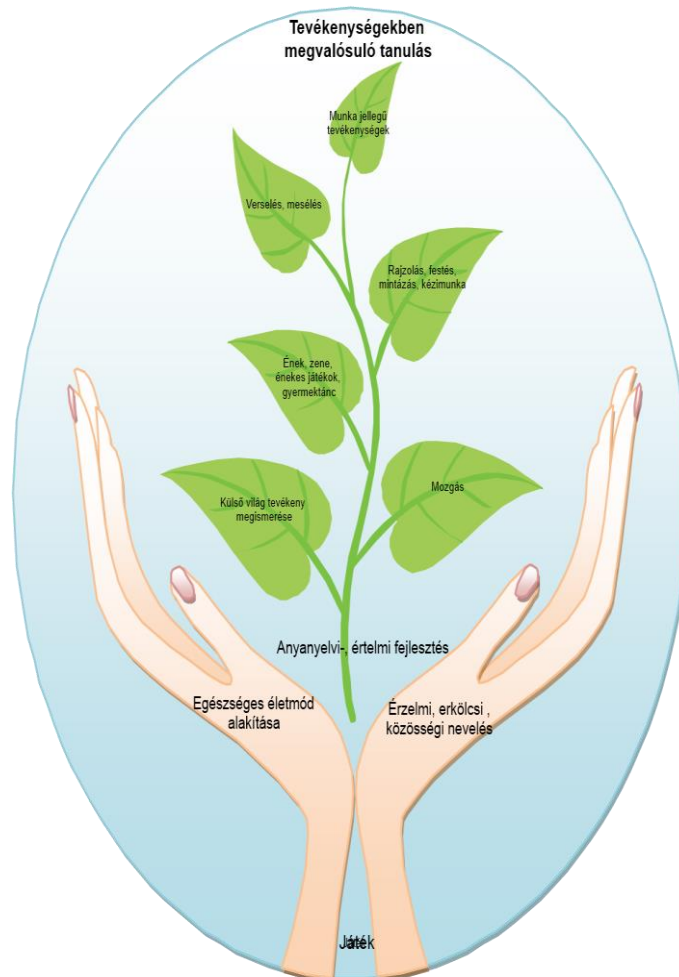 Tevékenységekben
megvalósuló tanulás
Munka jellegű
tevékenységek
Verselés, mesélés
Rajzolás, festés,
mintázás, kézimunka
Ének, zene,
énekes játékok,
gyermektánc
Külső világ tevékeny
megismerése
Mozgás
Anyanyelvi-, értelmi fejlesztés
Egészséges életmód
alakítása
Érzelmi, erkölcsi ,
közösségi nevelés
Játék